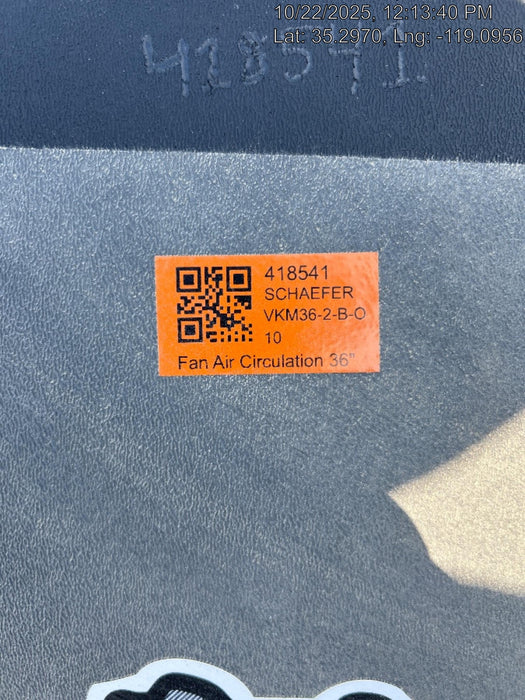 10/22/2025, 12:13:40 PM
Lat: 35.2970, Lng: -119.0956
418541
418541
SCHAEFER
VKM36-2-B-O
10
Fan Air Circulation 36"